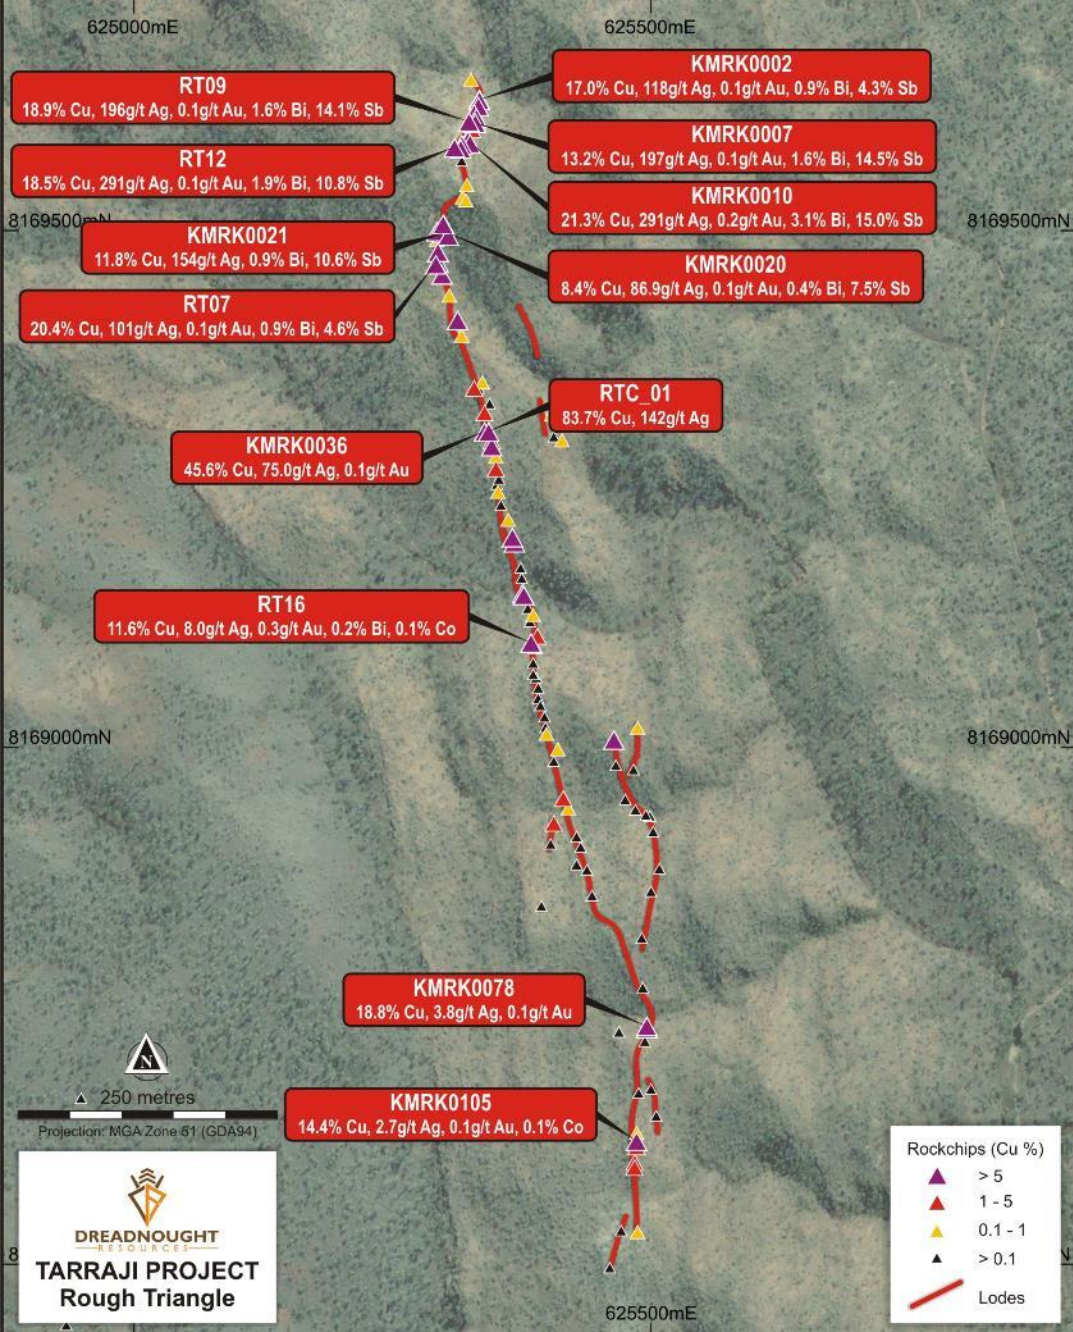 625000mE
625500mE
RT09
18.9% Cu, 196g/t Ag, 0.1g/t Au, 1.6% Bi, 14.1% Sb
KMRK0002
17.0% Cu, 118g/t Ag, 0.1g/t Au, 0.9% Bi, 4.3% Sb
KMRK0007
13.2% Cu, 197g/t Ag, 0.1g/t Au, 1.6% Bi, 14.5% Sb
RT12
18.5% Cu, 291g/t Ag, 0.1g/t Au, 1.9% Bi, 10.8% Sb
KMRK0010
21.3% Cu, 291g/t Ag, 0.2g/t Au, 3.1% Bi, 15.0% Sb
8169500mN
8169500mN
KMRK0021
11.8% Cu, 154g/t Ag, 0.9% Bi, 10.6% Sb
KMRK0020
8.4% Cu, 86.9g/t Ag, 0.1g/t Au, 0.4% Bi, 7.5% Sb
RT07
20.4% Cu, 101g/t Ag, 0.1g/t Au, 0.9% Bi, 4.6% Sb
RTC_01
83.7% Cu, 142g/t Ag
KMRK0036
45.6% Cu, 75.0g/t Ag, 0.1g/t Au
RT16
11.6% Cu, 8.0g/t Ag, 0.3g/t Au, 0.2% Bi, 0.1% Co
8169000mN
8169000mN
KMRK0078
18.8% Cu, 3.8g/t Ag, 0.1g/t Au
N
250 metres
Projection: MGA Zone 51 (GDA94)
KMRK0105
14.4% Cu, 2.7g/t Ag, 0.1g/t Au, 0.1% Co
DREADNOUGHT
RESOURCES
TARRAJI PROJECT
Rough Triangle
Rockchips (Cu %)
> 5
1 - 5
0.1 - 1
> 0.1
Lodes
8
N
625500mE